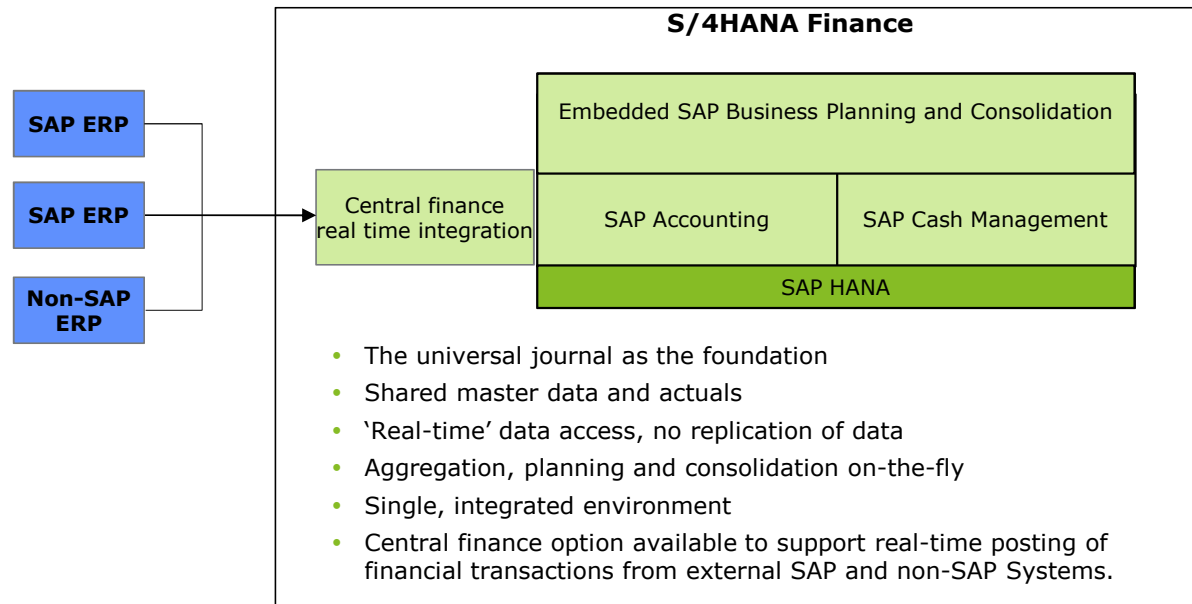 S/4HANA Finance
SAP ERP
SAP ERP
Non-SAP
ERP
Central finance
real time integration
Embedded SAP Business Planning and Consolidation
SAP Accounting
SAP Cash Management
SAP HANA
• The universal journal as the foundation
• Shared master data and actuals
• ‘Real-time’ data access, no replication of data
• Aggregation, planning and consolidation on-the-fly
• Single, integrated environment
• Central finance option available to support real-time posting of
financial transactions from external SAP and non-SAP Systems.